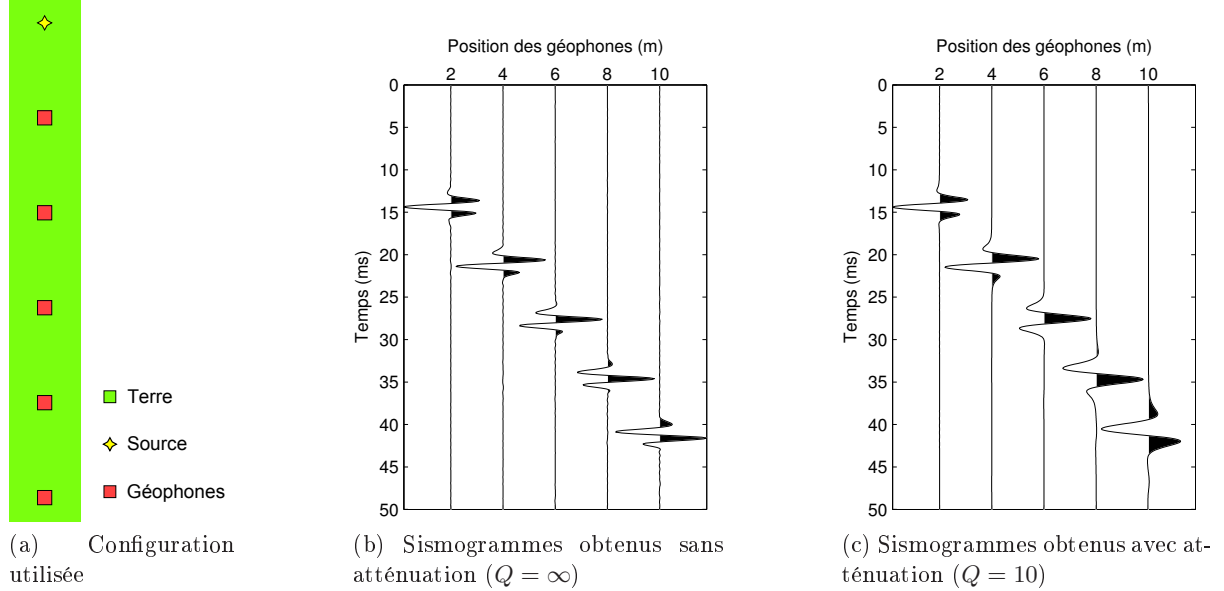 Terre
Source
Géophones
(a) Configuration
utilisée
Position des géophones (m)
2 4 6 8 10
Temps (ms)
0
5
10
15
20
25
30
35
40
45
50
(b) Sismogrammes obtenus sans
atténuation (Q = ∞)
Position des géophones (m)
2 4 6 8 10
Temps (ms)
0
5
10
15
20
25
30
35
40
45
50
(c) Sismogrammes obtenus avec at-
ténuation (Q = 10)